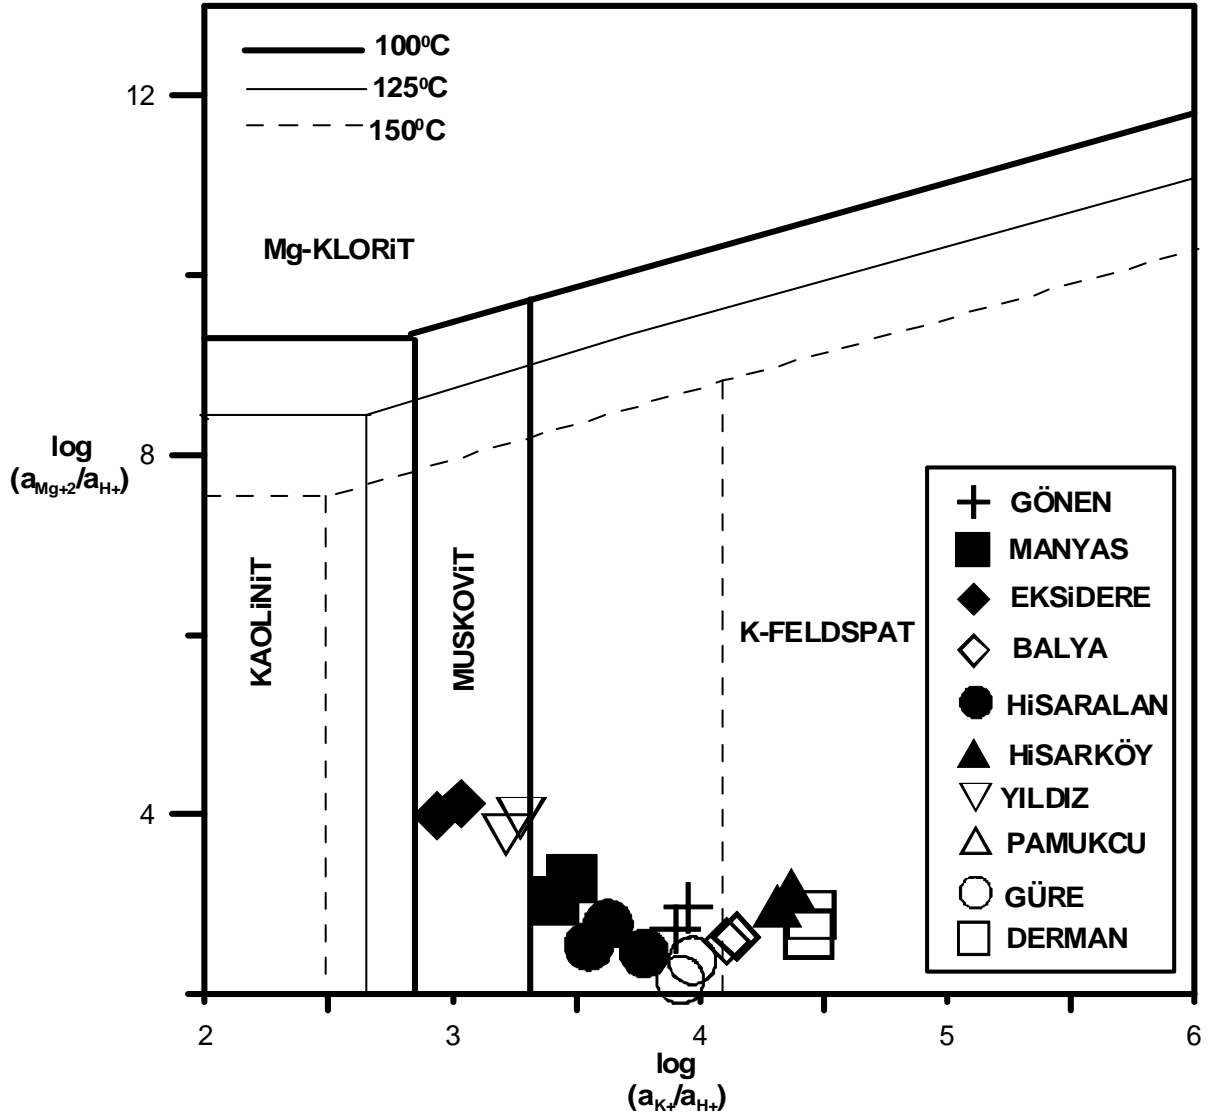 100⁰C
125⁰C
150⁰C
12
Mg-KLORiT
log
(aMg+2/aH+)
8
4
KAOLiNiT
MUSKOViT
K-FELDSPAT
GÖNEN
MANYAS
EKSiDERE
BALYA
HiSARALAN
HiSARKÖY
YILDIZ
PAMUKCU
GÜRE
DERMAN
2
3
4
5
6
log
(aK+/aH+)